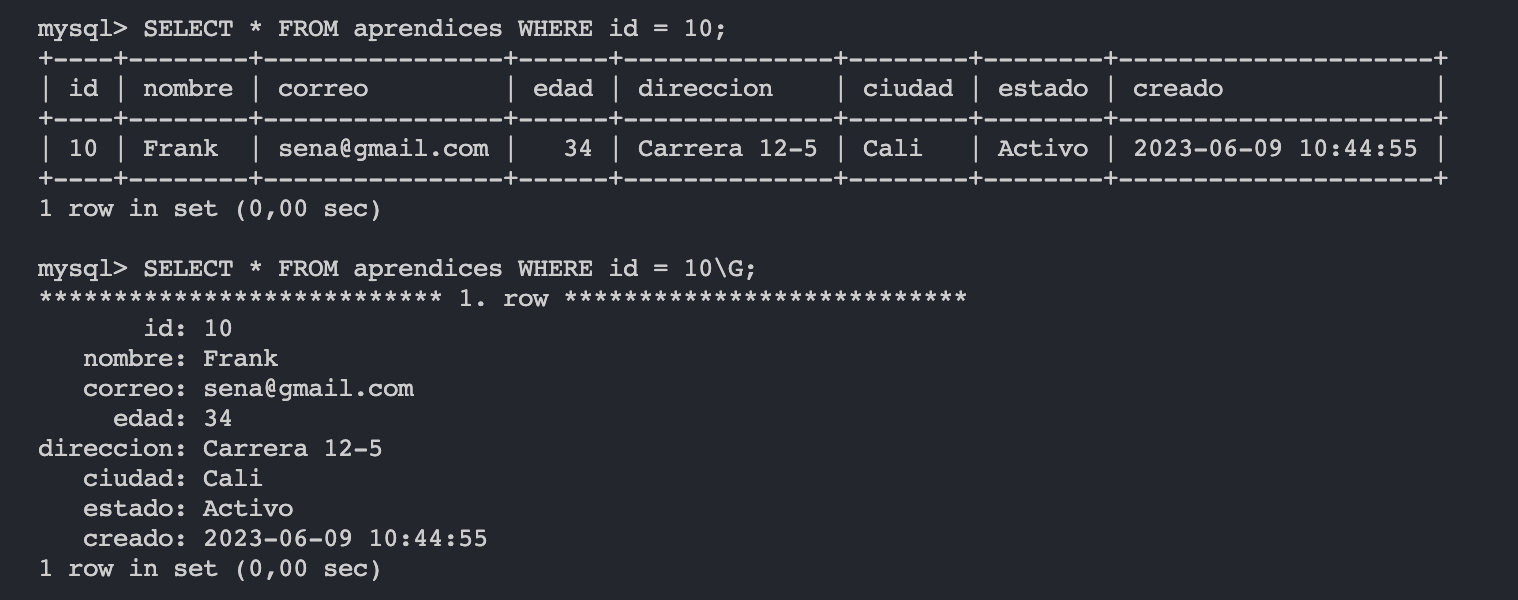 mysql> SELECT * FROM aprendices WHERE id = 10;
+----+--------+----------------+------+--------------+--------+--------+---------------------+
| id | nombre | correo         | edad | direccion    | ciudad | estado | creado              |
+----+--------+----------------+------+--------------+--------+--------+---------------------+
| 10 | Frank  | sena@gmail.com |   34 | Carrera 12-5 | Cali   | Activo | 2023-06-09 10:44:55 |
+----+--------+----------------+------+--------------+--------+--------+---------------------+
1 row in set (0,00 sec)

mysql> SELECT * FROM aprendices WHERE id = 10\G;
*************************** 1. row ***************************
       id: 10
   nombre: Frank
   correo: sena@gmail.com
     edad: 34
direccion: Carrera 12-5
   ciudad: Cali
   estado: Activo
   creado: 2023-06-09 10:44:55
1 row in set (0,00 sec)